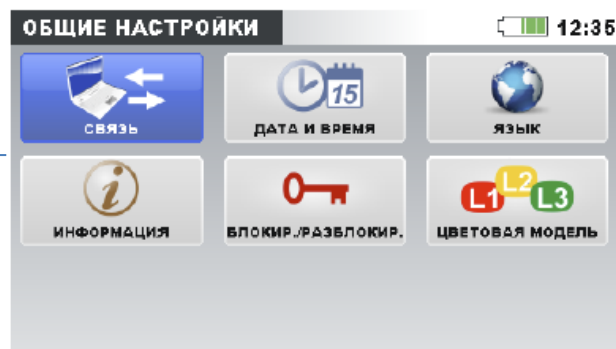 ОБЩИЕ НАСТРОЙКИ 12:35
15
СВЯЗЬ ДАТА И ВРЕМЯ ЯЗЫК
i L1 L2 L3
ИНФОРМАЦИЯ БЛОКИР./РАЗБЛОКИР. ЦВЕТОВАЯ МОДЕЛЬ